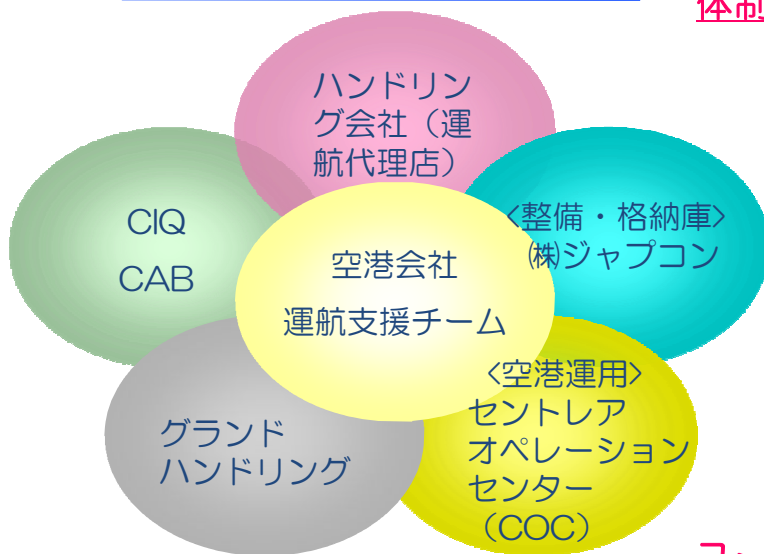 体制
ハンドリン
グ会社（運
航代理店）
CIQ
CAB
<整備・格納庫>
㈱ジャプコン
空港会社
運航支援チーム
グランド
ハンドリング
<空港運用>
セントレア
オペレーション
センター
（COC）